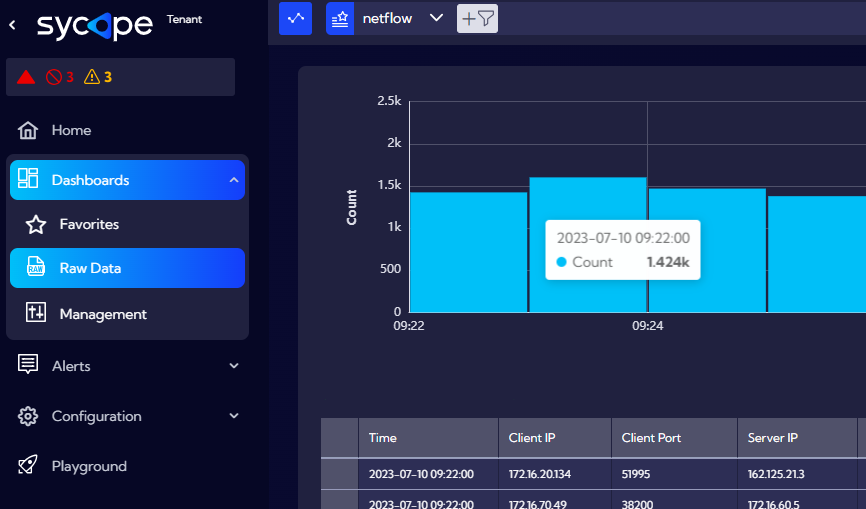 sycope Tenant
netflow
3 3
Home
Dashboards
Favorites
RAW Raw Data
Management
Alerts
Configuration
Playground
2.5k
2k
1.5k
1k
500
0
Count
09:22 09:24
2023-07-10 09:22:00
Count 1.424k
Time Client IP Client Port Server IP
2023-07-10 09:22:00 172.16.20.134 51995 162.125.21.3
2023-07-10 09:22:00 172.16.70.49 38200 172.16.60.5